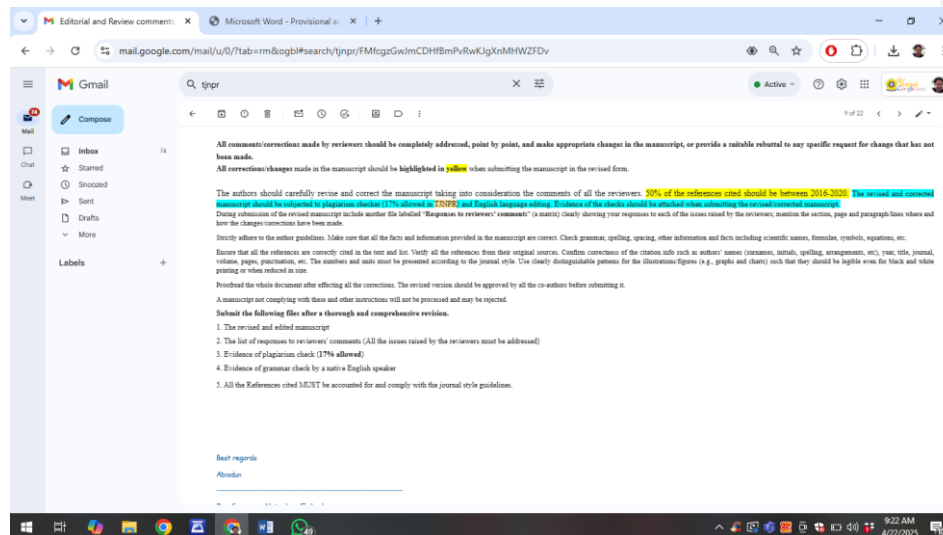 Editorial and Review comments
Microsoft Word - Provisional ac
mail.google.com/mail/u/0/?tab=rm&ogbl#search/tjnpr/FMfcgzGwJmCDHfBmPvRwKJgXnMHWZFDv
Gmail
tjnpr
Active
74
Mail
Compose
9 of 22
Inbox 74
Chat
Starred
Snoozed
Meet
Sent
Drafts
More
Labels
All comments/corrections made by reviewers should be completely addressed, point by point, and make appropriate changes in the manuscript, or provide a suitable rebuttal to any specific request for change that has not
been made.
All corrections/changes made in the manuscript should be highlighted in yellow when submitting the manuscript in the revised form.
The authors should carefully revise and correct the manuscript taking into consideration the comments of all the reviewers. 50% of the references cited should be between 2016-2020. The revised and corrected
manuscript should be subjected to plagiarism checker (17% allowed in TJNPR) and English language editing. Evidence of the checks should be attached when submitting the revised/corrected manuscript.
During submission of the revised manuscript include another file labelled “Responses to reviewers’ comments” (a matrix) clearly showing your responses to each of the issues raised by the reviewers; mention the section, page and paragraph/lines where and
how the changes/corrections have been made.
Strictly adhere to the author guidelines. Make sure that all the facts and information provided in the manuscript are correct. Check grammar, spelling, spacing, other information and facts including scientific names, formulae, symbols, equations, etc.
Ensure that all the references are correctly cited in the text and list. Verify all the references from their original sources. Confirm correctness of the citation info such as authors’ names (surnames, initials, spelling, arrangements, etc), year, title, journal,
volume, pages, punctuation, etc. The numbers and units must be presented according to the journal style. Use clearly distinguishable patterns for the illustrations/figures (e.g., graphs and charts) such that they should be legible even for black and white
printing or when reduced in size.
Proofread the whole document after effecting all the corrections. The revised version should be approved by all the co-authors before submitting it.
A manuscript not complying with these and other instructions will not be processed and may be rejected.
Submit the following files after a thorough and comprehensive revision.
1. The revised and edited manuscript
2. The list of responses to reviewers’ comments (All the issues raised by the reviewers must be addressed)
3. Evidence of plagiarism check (17% allowed)
4. Evidence of grammar check by a native English speaker
5. All the References cited MUST be accounted for and comply with the journal style guidelines.
Best regards
Abiodun
49
9:22 AM
4/22/2025